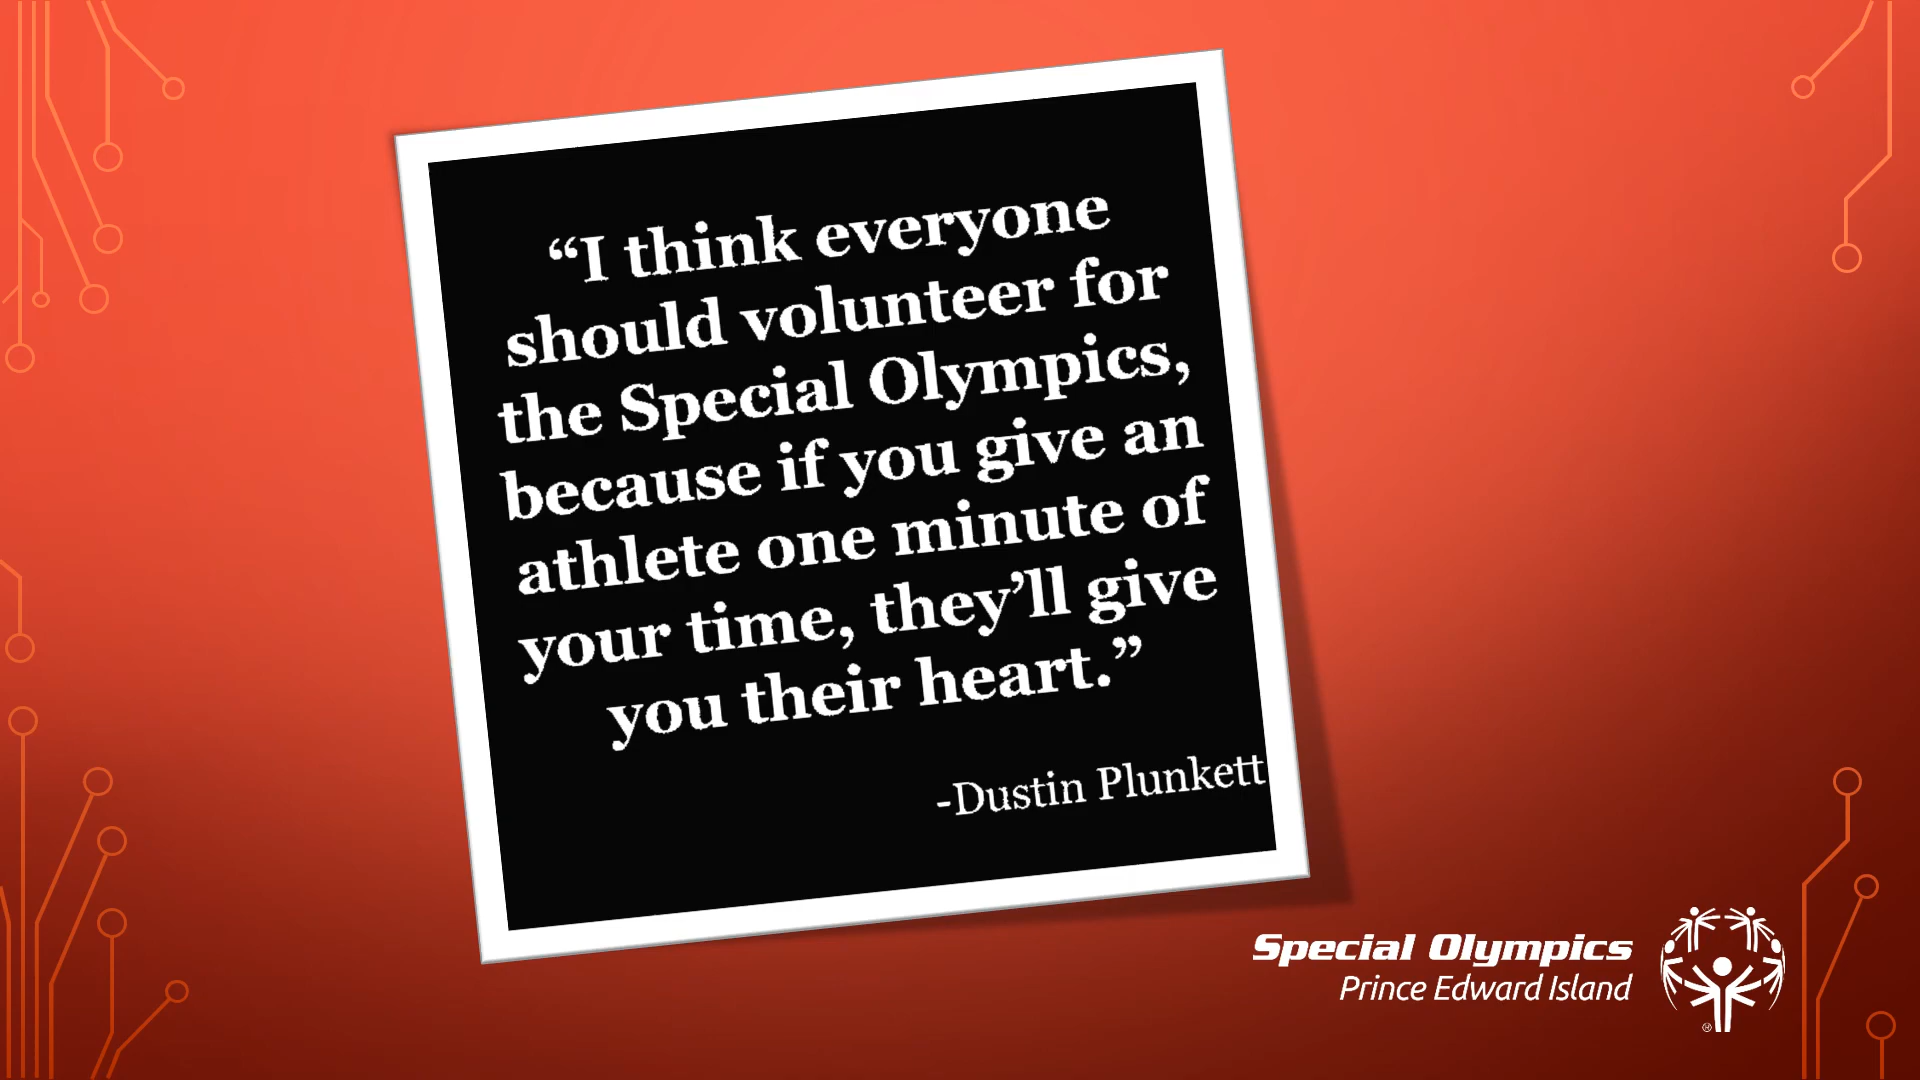 “I think everyone
should volunteer for
the Special Olympics,
because if you give an
athlete one minute of
your time, they’ll give
you their heart.”
-Dustin Plunkett
Special Olympics
Prince Edward Island
®